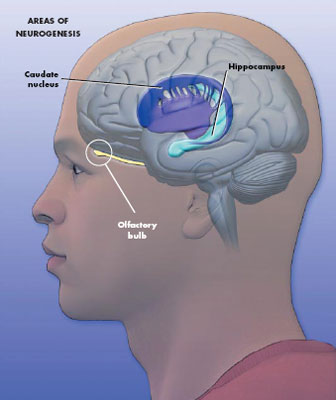 AREAS OF
NEUROGENESIS
Caudate
nucleus
Hippocampus
Olfactory
bulb